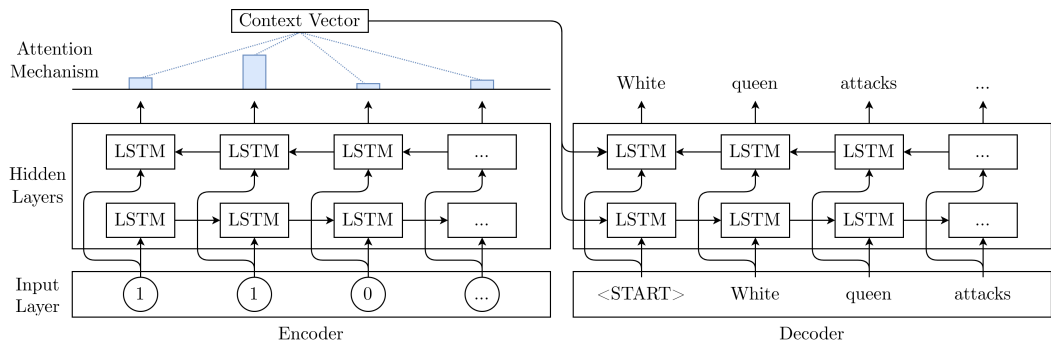 Context Vector
Attention
Mechanism
White queen attacks ...
LSTM LSTM LSTM ... LSTM LSTM LSTM ...
Hidden
Layers
LSTM LSTM LSTM ... LSTM LSTM LSTM ...
Input
Layer
1 1 0 ... <START> White queen attacks
Encoder Decoder